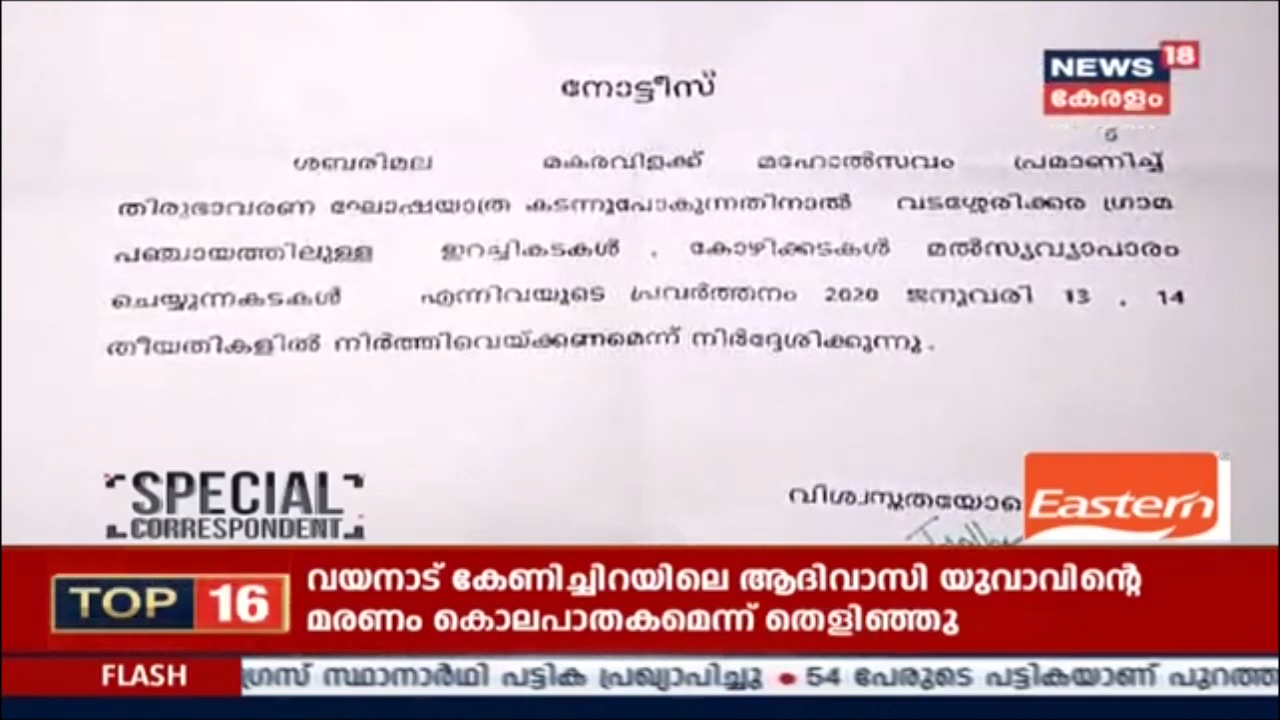 നോട്ടീസ്
NEWS 18
കേരളം
ശബരിമല മകരവിളക്ക് മഹോൽസവം പ്രമാണിച്ച്
തിരുഭാവരണ ഘോഷയാത്ര കടന്നുപോകുന്നതിനാൽ വടശ്ശേരിക്കര ഗ്രാമ
പഞ്ചായത്തിലുള്ള ഇറച്ചികടകൾ , കോഴിക്കടകൾ മൽസ്യവ്യാപാരം
ചെയ്യുന്നകടകൾ എന്നിവയുടെ പ്രവർത്തനം 2020 ജനുവരി 13 , 14
തീയതികളിൽ നിർത്തിവെയ്ക്കണമെന്ന് നിർദ്ദേശിക്കുന്നു.
വിശ്വസ്തതയോടെ
SPECIAL
CORRESPONDENT
Eastern
TOP 16
വയനാട് കേണിച്ചിറയിലെ ആദിവാസി യുവാവിന്റെ
മരണം കൊലപാതകമെന്ന് തെളിഞ്ഞു
FLASH ഗ്രസ് സ്ഥാനാർഥി പട്ടിക പ്രഖ്യാപിച്ചു • 54 പേരുടെ പട്ടികയാണ് പുറത്ത